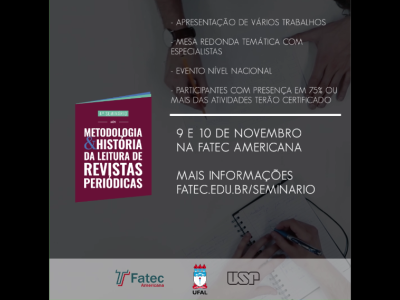 - APRESENTAÇÃO DE VÁRIOS TRABALHOS
- MESA REDONDA TEMÁTICA COM
ESPECIALISTAS
- EVENTO NÍVEL NACIONAL
- PARTICIPANTES COM PRESENÇA EM 75% OU
MAIS DAS ATIVIDADES TERÃO CERTIFICADO
METODOLOGIA
& HISTÓRIA
DA LEITURA DE
REVISTAS
PERIÓDICAS
9 E 10 DE NOVEMBRO
NA FATEC AMERICANA
MAIS INFORMAÇÕES
FATEC.EDU.BR/SEMINARIO
Fatec
Americana
UFAL
USP